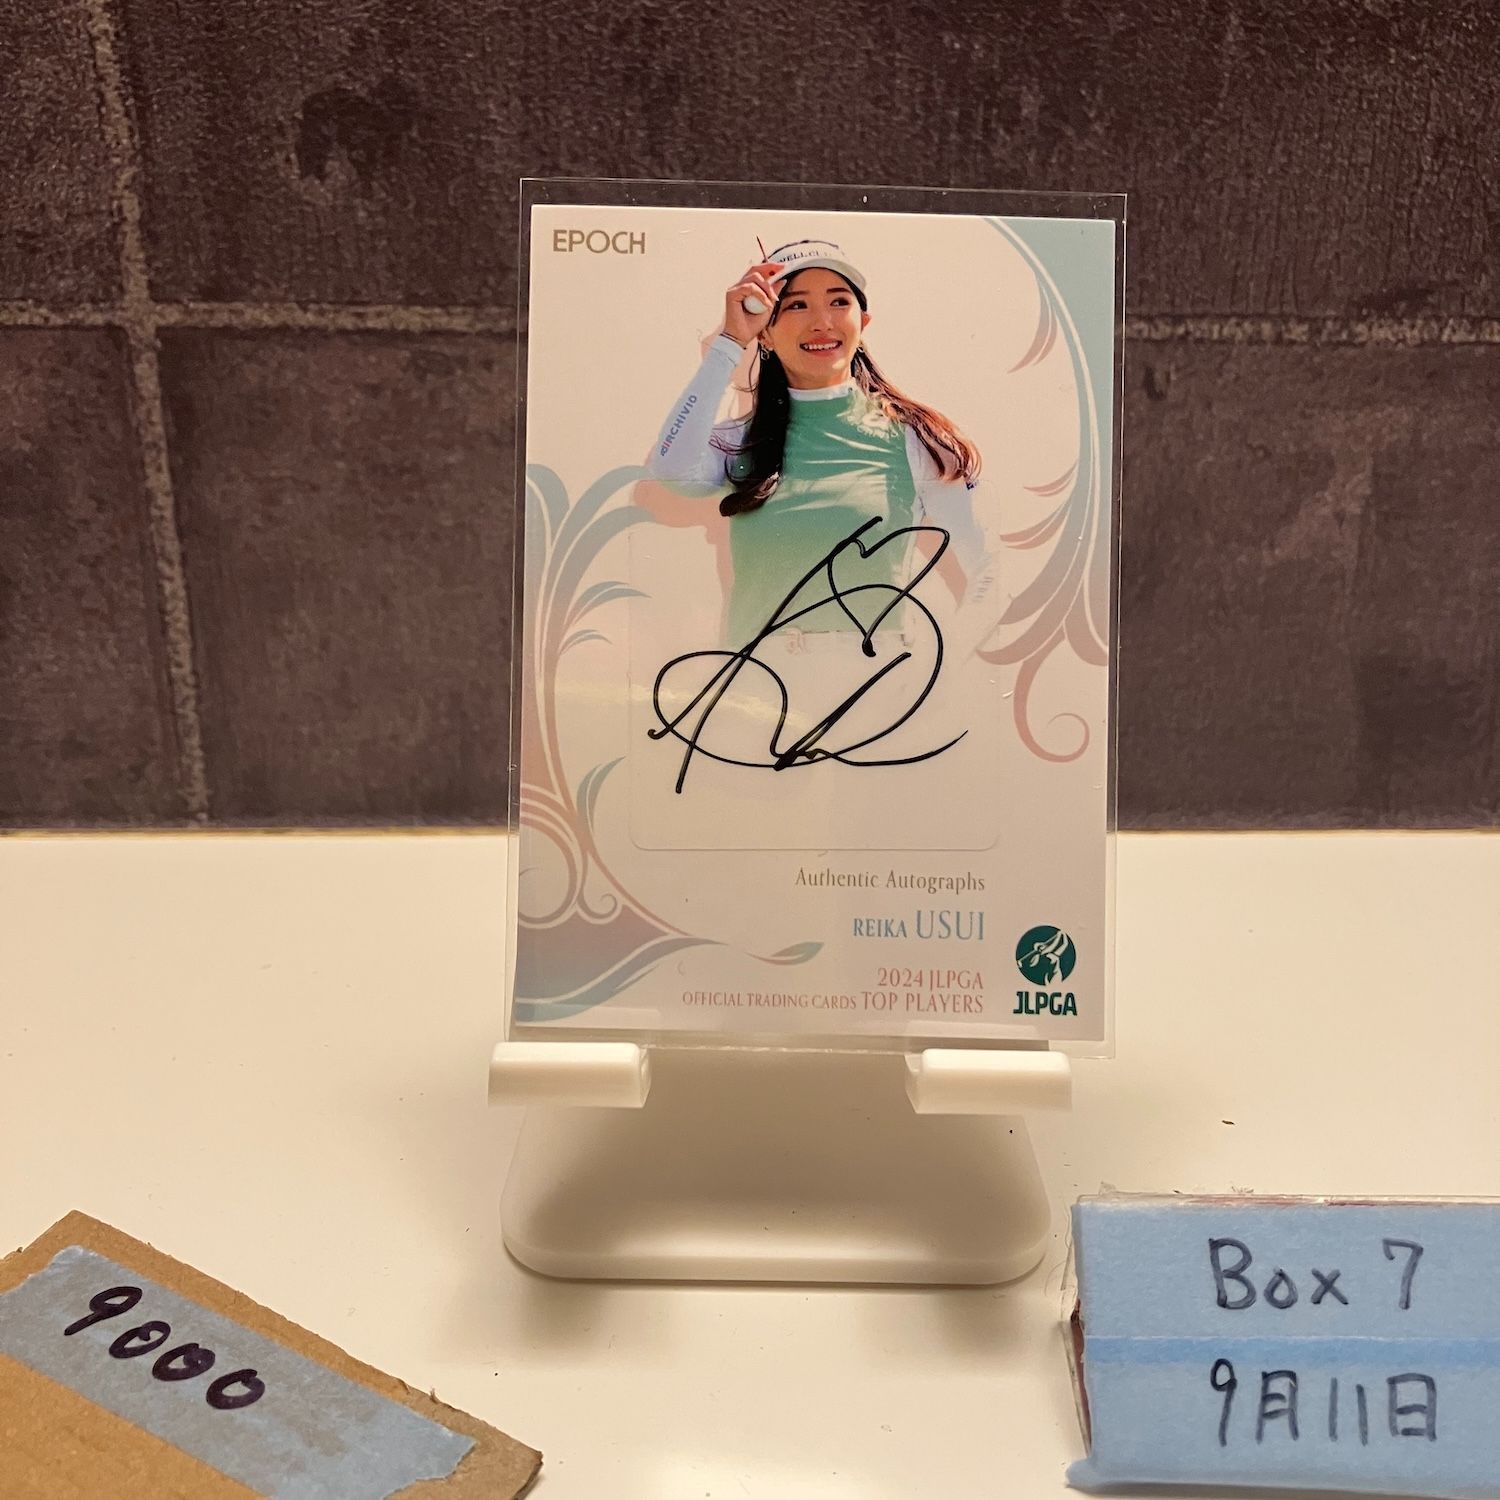 EPOCH
ARCHIVIO
Authentic Autographs
REIKA USUI
2024 JLPGA
OFFICIAL TRADING CARDS TOP PLAYERS
JLPGA
9000
Box 7
9月11日